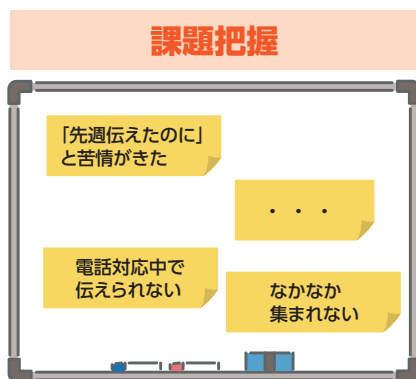 課題把握
「先週伝えたのに」
と苦情がきた
・・・
電話対応中で
伝えられない
なかなか
集まれない